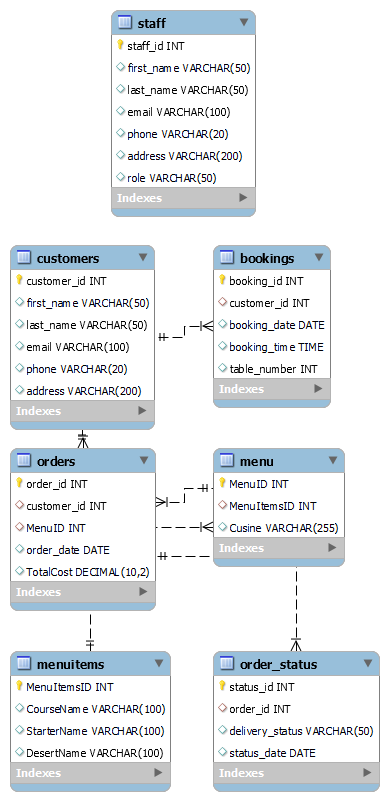 staff
staff_id INT
first_name VARCHAR(50)
last_name VARCHAR(50)
email VARCHAR(100)
phone VARCHAR(20)
address VARCHAR(200)
role VARCHAR(50)
Indexes
customers
customer_id INT
first_name VARCHAR(50)
last_name VARCHAR(50)
email VARCHAR(100)
phone VARCHAR(20)
address VARCHAR(200)
Indexes
bookings
booking_id INT
customer_id INT
booking_date DATE
booking_time TIME
table_number INT
Indexes
orders
order_id INT
customer_id INT
MenuID INT
order_date DATE
TotalCost DECIMAL(10,2)
Indexes
menu
MenuID INT
MenuItemsID INT
Cusine VARCHAR(255)
Indexes
menuitems
MenuItemsID INT
CourseName VARCHAR(100)
StarterName VARCHAR(100)
DesertName VARCHAR(100)
Indexes
order_status
status_id INT
order_id INT
delivery_status VARCHAR(50)
status_date DATE
Indexes